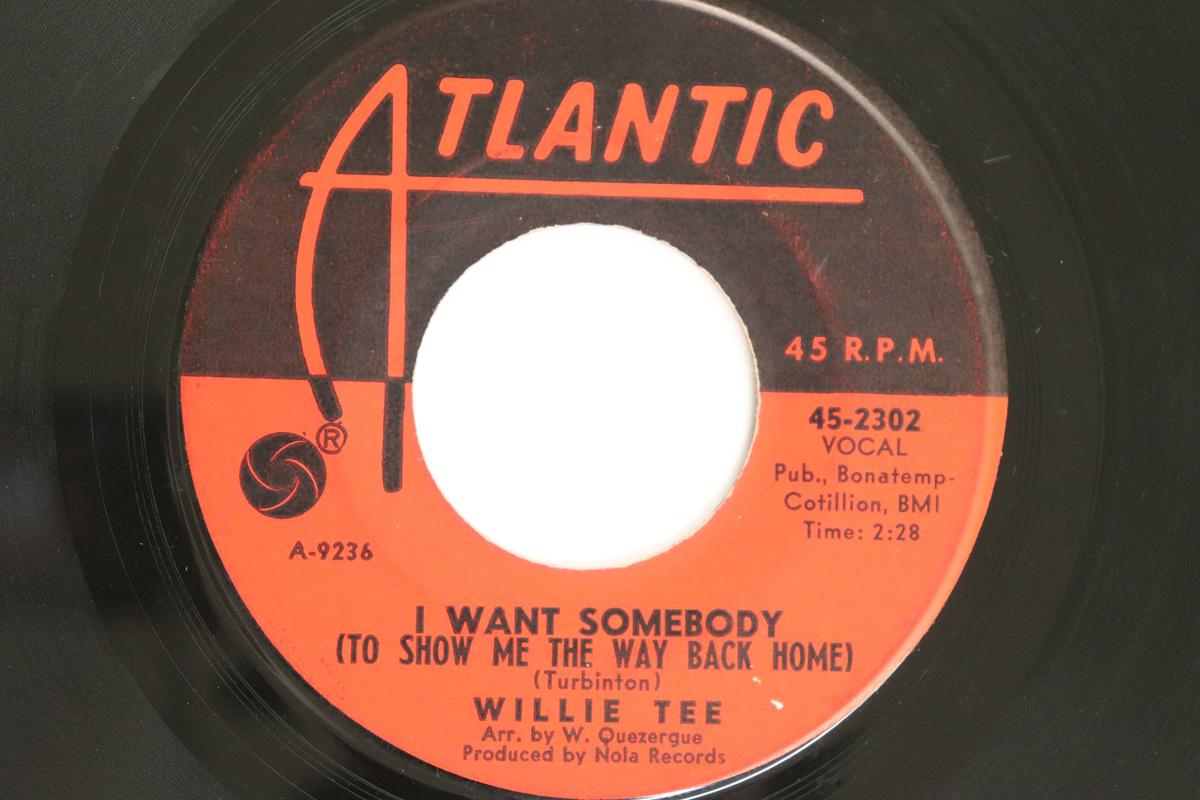 ATLANTIC
45 R.P.M.
45-2302
VOCAL
Pub., Bonatemp-
Cotillion, BMI
Time: 2:28
®
A-9236
I WANT SOMEBODY
(TO SHOW ME THE WAY BACK HOME)
(Turbinton)
WILLIE TEE
Arr. by W. Quezergue
Produced by Nola Records